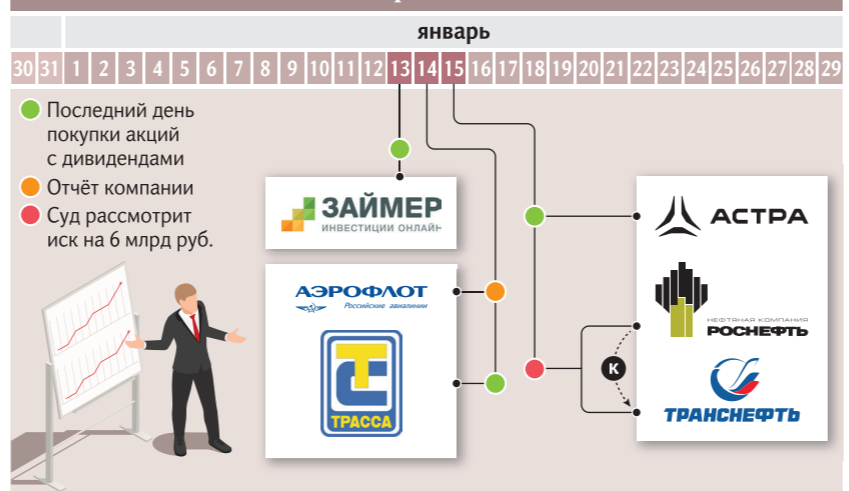 январь
30 31 1 2 3 4 5 6 7 8 9 10 11 12 13 14 15 16 17 18 19 20 21 22 23 24 25 26 27 28 29
Последний день
покупки акций
с дивидендами
Отчёт компании
Суд рассмотрит
иск на 6 млрд руб.
ЗАЙМЕР
ИНВЕСТИЦИИ ОНЛАЙН
АЭРОФЛОТ
Российские авиалинии
ТС
ТРАССА
АСТРА
НЕФТЯНАЯ КОМПАНИЯ
РОСНЕФТЬ
К
ТРАНСНЕФТЬ